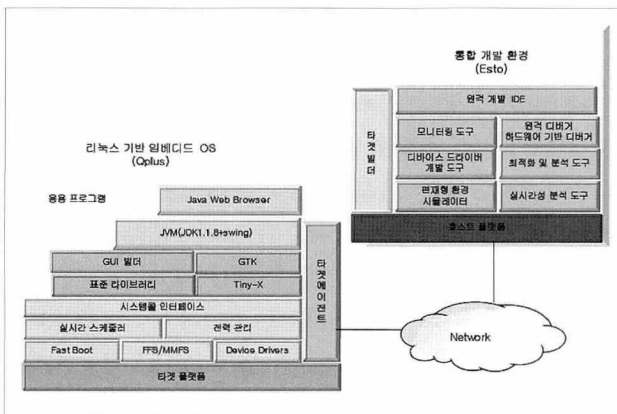 통합 개발 환경
(Esto)
타겟빌더
원격 개발 IDE
모니터링 도구
원격 디버거
하드웨어 기반 디버거
디바이스 드라이버
개발 도구
최적화 및 분석 도구
편재형 환경
시뮬레이터
실시간성 분석 도구
호스트 플랫폼
리눅스 기반 임베디드 OS
(Qplus)
응용 프로그램
Java Web Browser
JVM(JDK1.1.8+swing)
GUI 빌더
GTK
표준 라이브러리
Tiny-X
시스템콜 인터페이스
실시간 스케줄러
전력 관리
Fast Boot
FFS/MMFS
Device Drivers
타겟에이전트
타겟 플랫폼
Network